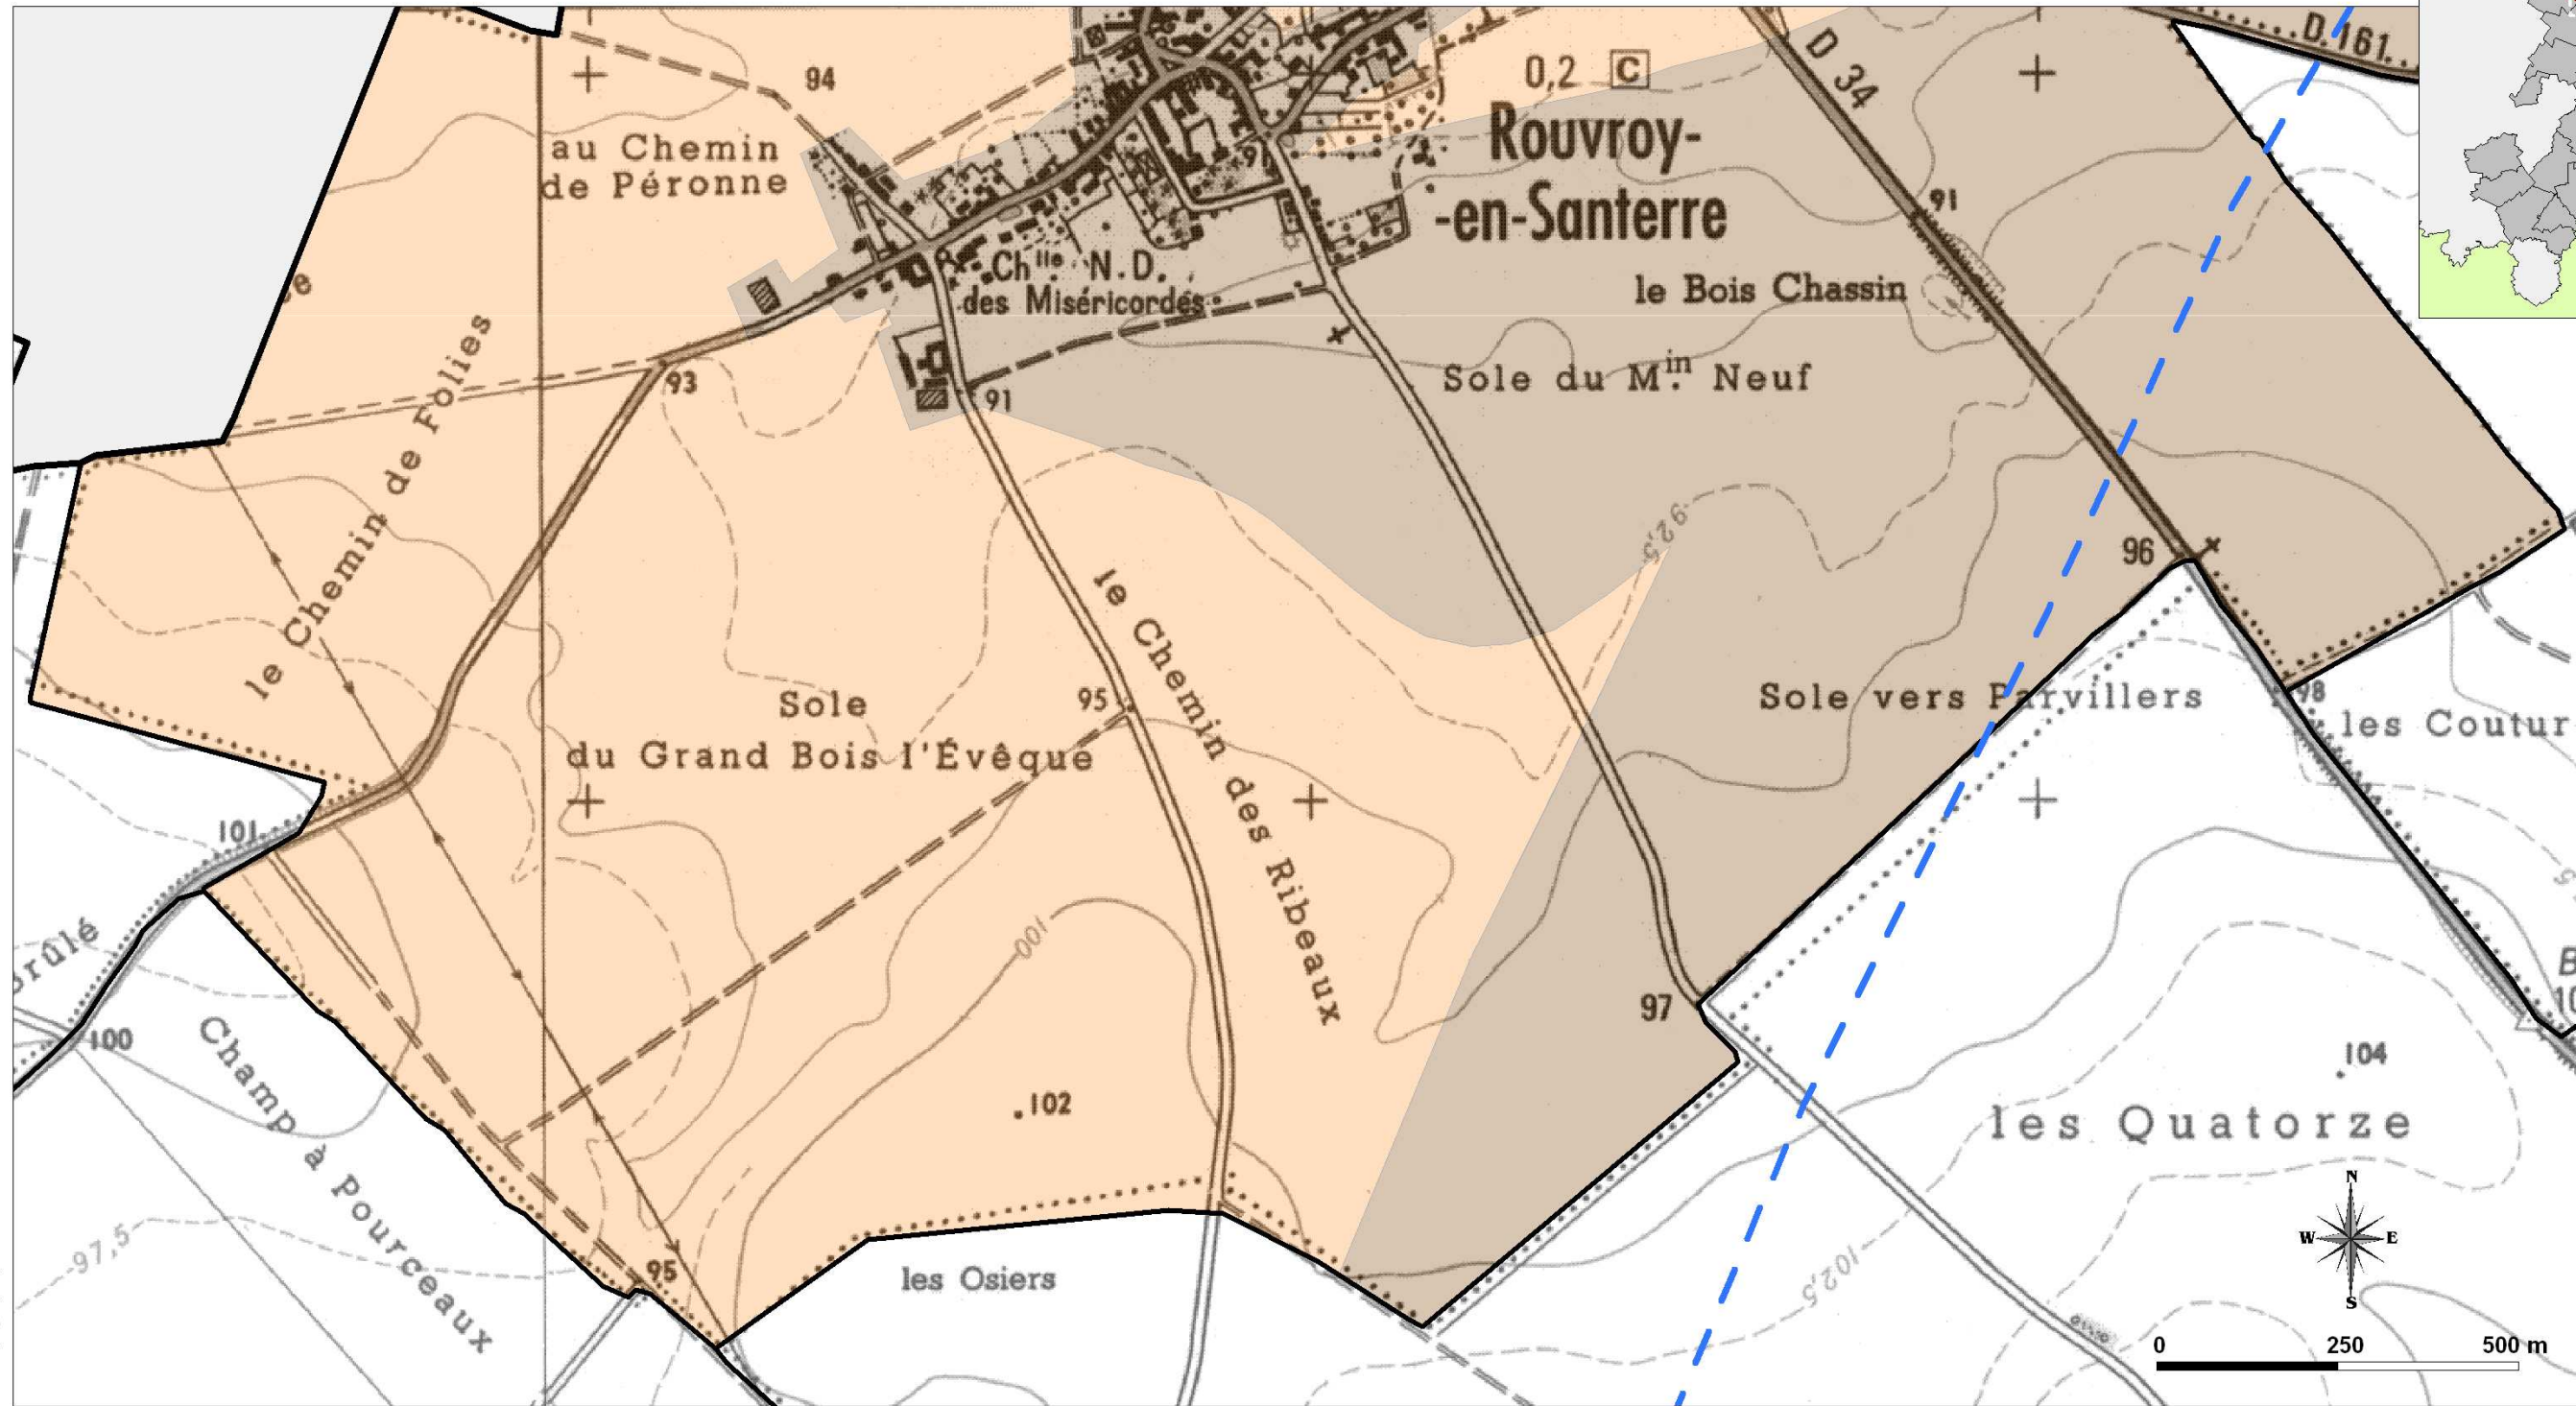 D.161.
D 34
94
0,2 C
Rouvroy-
-en-Santerre
au Chemin
de Péronne
91
91
Chlle N.D.
des Miséricordes
le Bois Chassin
Sole du Min Neuf
93
91
le Chemin de Folies
92,5
96
le Chemin des Ribeaux
Sole
du Grand Bois l'Évêque
95
Sole vers Parvillers
98
les Coutur
101
100
Brûlé
100
97
Champ à Pourceaux
102
104
les Quatorze
97,5
95
les Osiers
102,5
N
W E
S
0 250 500 m